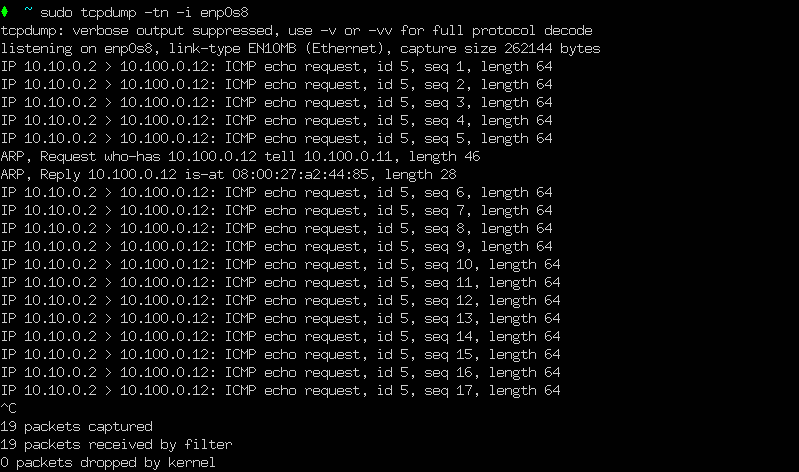 ~ sudo tcpdump -tn -i enp0s8
tcpdump: verbose output suppressed, use -v or -vv for full protocol decode
listening on enp0s8, link-type EN10MB (Ethernet), capture size 262144 bytes
IP 10.10.0.2 > 10.100.0.12: ICMP echo request, id 5, seq 1, length 64
IP 10.10.0.2 > 10.100.0.12: ICMP echo request, id 5, seq 2, length 64
IP 10.10.0.2 > 10.100.0.12: ICMP echo request, id 5, seq 3, length 64
IP 10.10.0.2 > 10.100.0.12: ICMP echo request, id 5, seq 4, length 64
IP 10.10.0.2 > 10.100.0.12: ICMP echo request, id 5, seq 5, length 64
ARP, Request who-has 10.100.0.12 tell 10.100.0.11, length 46
ARP, Reply 10.100.0.12 is-at 08:00:27:a2:44:85, length 28
IP 10.10.0.2 > 10.100.0.12: ICMP echo request, id 5, seq 6, length 64
IP 10.10.0.2 > 10.100.0.12: ICMP echo request, id 5, seq 7, length 64
IP 10.10.0.2 > 10.100.0.12: ICMP echo request, id 5, seq 8, length 64
IP 10.10.0.2 > 10.100.0.12: ICMP echo request, id 5, seq 9, length 64
IP 10.10.0.2 > 10.100.0.12: ICMP echo request, id 5, seq 10, length 64
IP 10.10.0.2 > 10.100.0.12: ICMP echo request, id 5, seq 11, length 64
IP 10.10.0.2 > 10.100.0.12: ICMP echo request, id 5, seq 12, length 64
IP 10.10.0.2 > 10.100.0.12: ICMP echo request, id 5, seq 13, length 64
IP 10.10.0.2 > 10.100.0.12: ICMP echo request, id 5, seq 14, length 64
IP 10.10.0.2 > 10.100.0.12: ICMP echo request, id 5, seq 15, length 64
IP 10.10.0.2 > 10.100.0.12: ICMP echo request, id 5, seq 16, length 64
IP 10.10.0.2 > 10.100.0.12: ICMP echo request, id 5, seq 17, length 64
^C
19 packets captured
19 packets received by filter
0 packets dropped by kernel